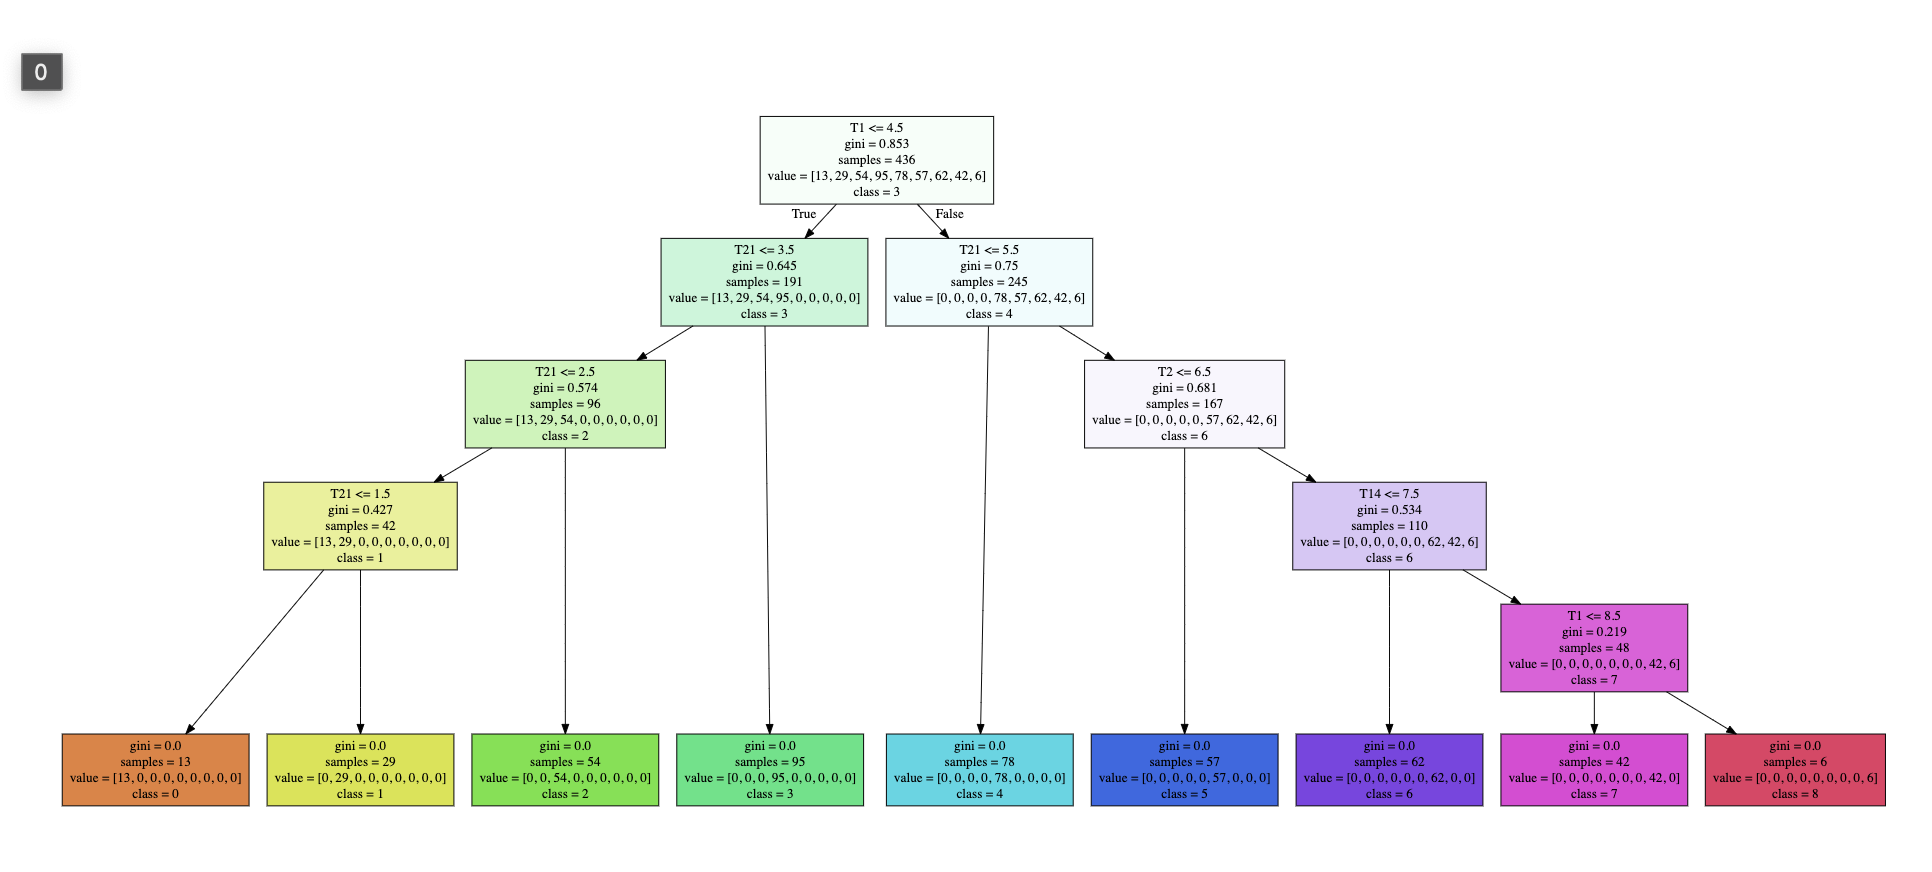 0
T1 <= 4.5
gini = 0.853
samples = 436
value = [13, 29, 54, 95, 78, 57, 62, 42, 6]
class = 3
True
False
T21 <= 3.5
gini = 0.645
samples = 191
value = [13, 29, 54, 95, 0, 0, 0, 0, 0]
class = 3
T21 <= 5.5
gini = 0.75
samples = 245
value = [0, 0, 0, 0, 78, 57, 62, 42, 6]
class = 4
T21 <= 2.5
gini = 0.574
samples = 96
value = [13, 29, 54, 0, 0, 0, 0, 0, 0]
class = 2
T2 <= 6.5
gini = 0.681
samples = 167
value = [0, 0, 0, 0, 0, 57, 62, 42, 6]
class = 6
T21 <= 1.5
gini = 0.427
samples = 42
value = [13, 29, 0, 0, 0, 0, 0, 0, 0]
class = 1
T14 <= 7.5
gini = 0.534
samples = 110
value = [0, 0, 0, 0, 0, 0, 62, 42, 6]
class = 6
T1 <= 8.5
gini = 0.219
samples = 48
value = [0, 0, 0, 0, 0, 0, 0, 42, 6]
class = 7
gini = 0.0
samples = 13
value = [13, 0, 0, 0, 0, 0, 0, 0, 0]
class = 0
gini = 0.0
samples = 29
value = [0, 29, 0, 0, 0, 0, 0, 0, 0]
class = 1
gini = 0.0
samples = 54
value = [0, 0, 54, 0, 0, 0, 0, 0, 0]
class = 2
gini = 0.0
samples = 95
value = [0, 0, 0, 95, 0, 0, 0, 0, 0]
class = 3
gini = 0.0
samples = 78
value = [0, 0, 0, 0, 78, 0, 0, 0, 0]
class = 4
gini = 0.0
samples = 57
value = [0, 0, 0, 0, 0, 57, 0, 0, 0]
class = 5
gini = 0.0
samples = 62
value = [0, 0, 0, 0, 0, 0, 62, 0, 0]
class = 6
gini = 0.0
samples = 42
value = [0, 0, 0, 0, 0, 0, 0, 42, 0]
class = 7
gini = 0.0
samples = 6
value = [0, 0, 0, 0, 0, 0, 0, 0, 6]
class = 8